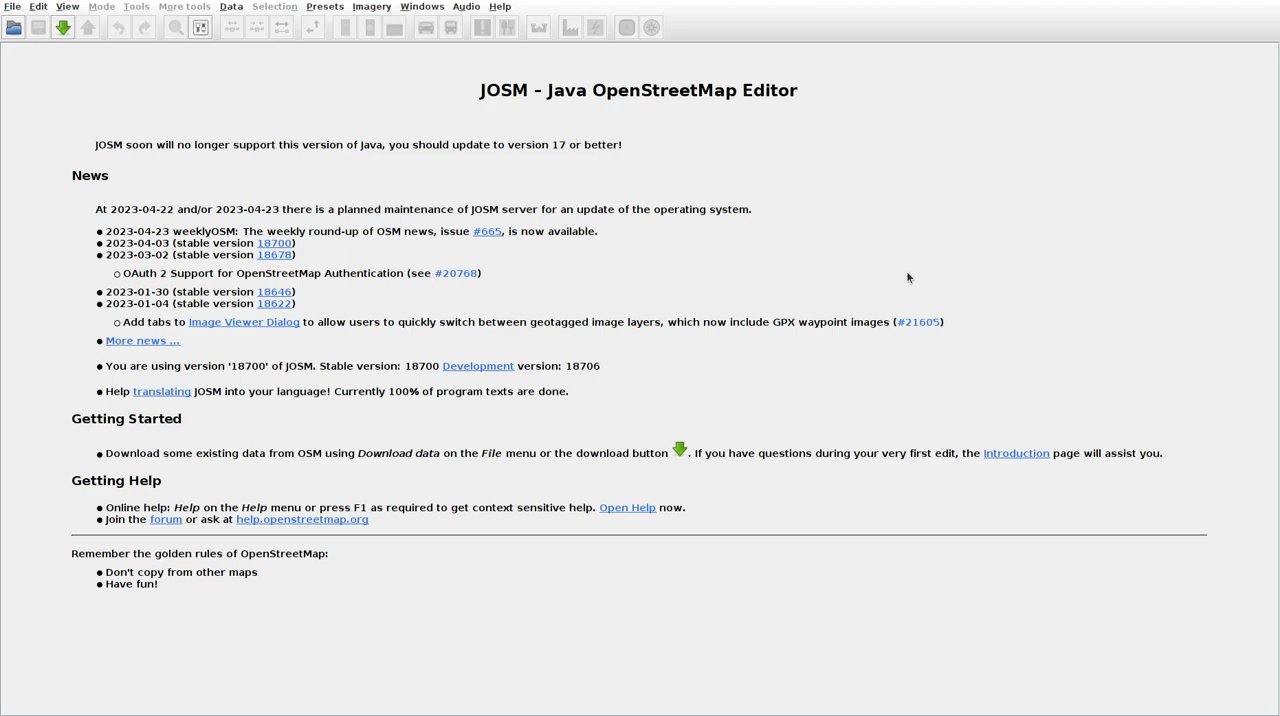 File Edit View Mode Tools More tools Data Selection Presets Imagery Windows Audio Help
JOSM – Java OpenStreetMap Editor
JOSM soon will no longer support this version of Java, you should update to version 17 or better!
News
At 2023-04-22 and/or 2023-04-23 there is a planned maintenance of JOSM server for an update of the operating system.
● 2023-04-23 weeklyOSM: The weekly round-up of OSM news, issue #665, is now available.
● 2023-04-03 (stable version 18700)
● 2023-03-02 (stable version 18678)
○ OAuth 2 Support for OpenStreetMap Authentication (see #20768)
● 2023-01-30 (stable version 18646)
● 2023-01-04 (stable version 18622)
○ Add tabs to Image Viewer Dialog to allow users to quickly switch between geotagged image layers, which now include GPX waypoint images (#21605)
● More news ...
● You are using version '18700' of JOSM. Stable version: 18700 Development version: 18706
● Help translating JOSM into your language! Currently 100% of program texts are done.
Getting Started
● Download some existing data from OSM using Download data on the File menu or the download button . If you have questions during your very first edit, the Introduction page will assist you.
Getting Help
● Online help: Help on the Help menu or press F1 as required to get context sensitive help. Open Help now.
● Join the forum or ask at help.openstreetmap.org
Remember the golden rules of OpenStreetMap:
● Don't copy from other maps
● Have fun!